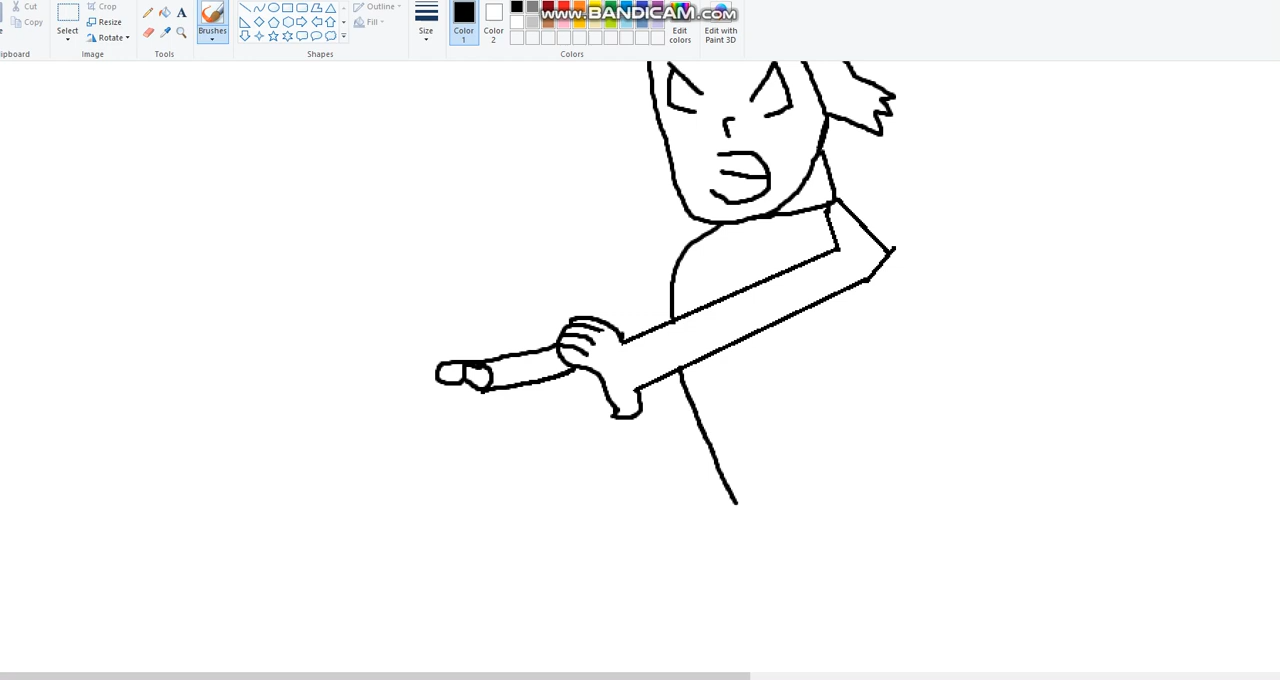 Cut
Crop
www.BANDICAM.com
Outline
Copy
Select
Resize
Rotate
A
Brushes
Fill
Size
Color
1
Color
2
Edit
colors
Edit with
Paint 3D
ipboard
Image
Tools
Shapes
Colors